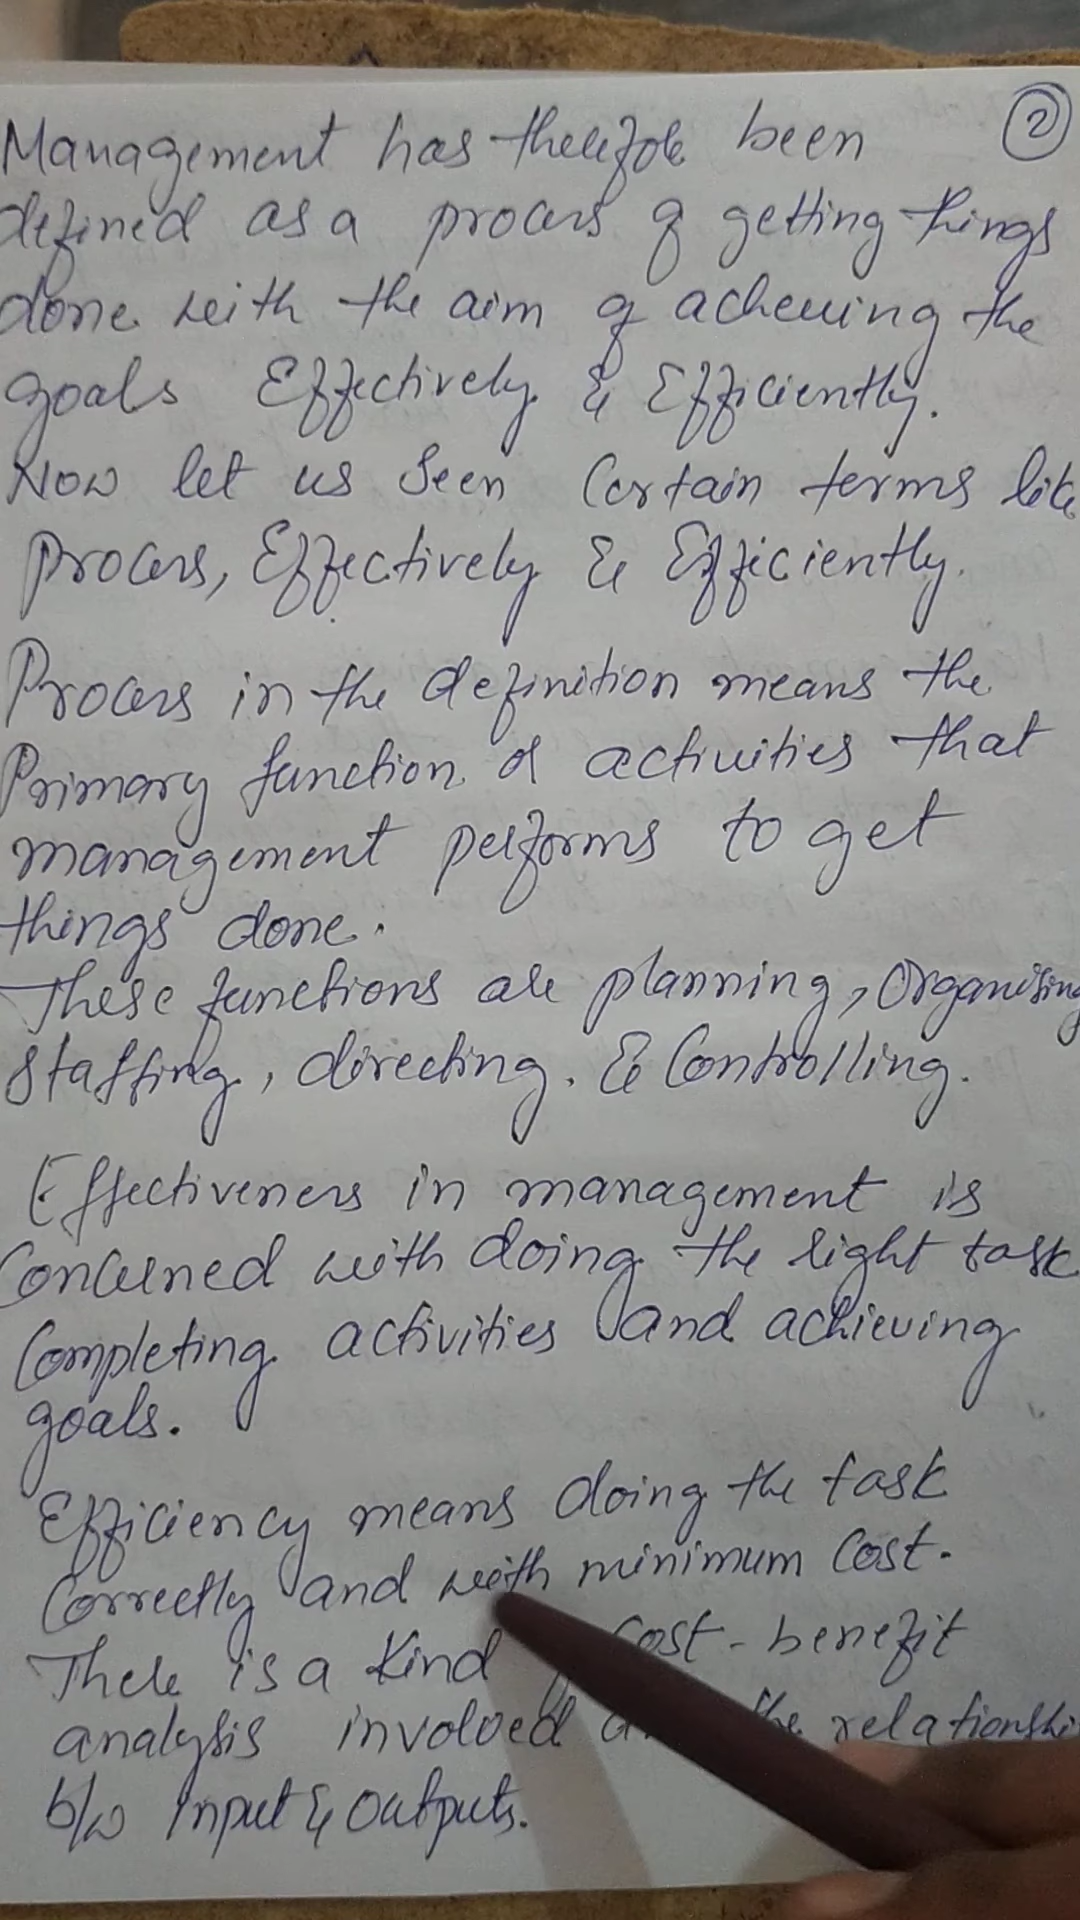 Management has therefore been
②
defined as a process of getting things
done with the aim of acheiving the
goals Effectively & Efficiently.
Now let us seen Certain terms like
Process, Effectively & Efficiently.
Process in the definition means the
Primary function or activities that
management performs to get
things done.
These functions are planning, Organising
Staffing, directing. & Controlling.
Effectiveness in management is
Concerned with doing the right task
Completing activities and achieving
goals.
Efficiency means doing the task
Correctly and with minimum Cost.
There is a Kind Cost-benefit
analysis involved the relationshi
b/w Input & Outputs.